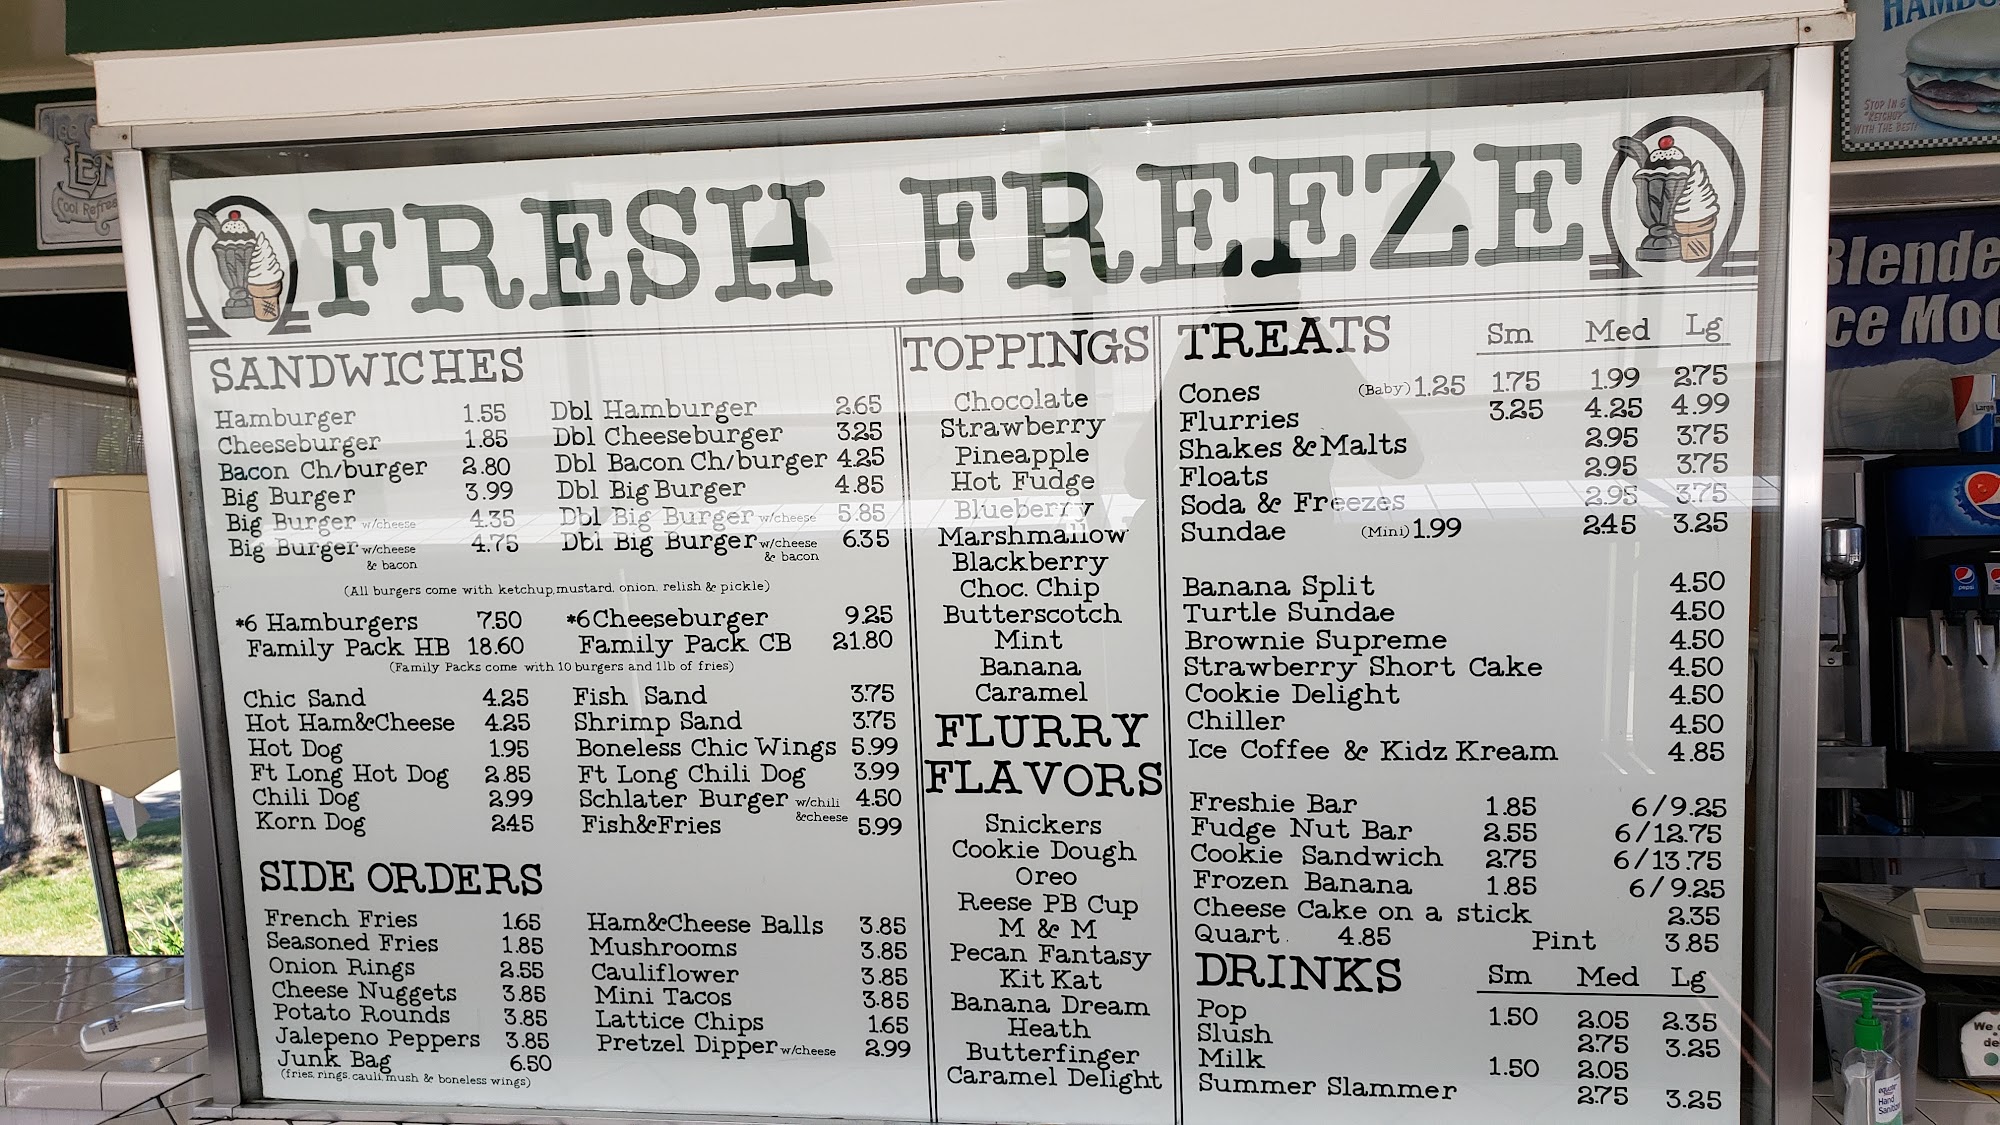 FRESH FREEZE
SANDWICHES
Hamburger 1.55 Dbl Hamburger 2.65
Cheeseburger 1.85 Dbl Cheeseburger 3.25
Bacon Ch/burger 2.80 Dbl Bacon Ch/burger 4.25
Big Burger 3.99 Dbl Big Burger 4.85
Big Burger w/cheese 4.35 Dbl Big Burger w/cheese 5.85
Big Burger w/cheese & bacon 4.75 Dbl Big Burger w/cheese & bacon 6.35
(All burgers come with ketchup, mustard, onion, relish & pickle)
*6 Hamburgers 7.50 *6 Cheeseburger 9.25
Family Pack HB 18.60 Family Pack CB 21.80
(Family Packs come with 10 burgers and 1lb of fries)
Chic Sand 4.25 Fish Sand 3.75
Hot Ham&Cheese 4.25 Shrimp Sand 3.75
Hot Dog 1.95 Boneless Chic Wings 5.99
Ft Long Hot Dog 2.85 Ft Long Chili Dog 3.99
Chili Dog 2.99 Schlater Burger w/chili &cheese 4.50
Korn Dog 2.45 Fish&Fries 5.99
SIDE ORDERS
French Fries 1.65 Ham&Cheese Balls 3.85
Seasoned Fries 1.85 Mushrooms 3.85
Onion Rings 2.55 Cauliflower 3.85
Cheese Nuggets 3.85 Mini Tacos 3.85
Potato Rounds 3.85 Lattice Chips 1.65
Jalepeno Peppers 3.85 Pretzel Dipper w/cheese 2.99
Junk Bag 6.50
(fries, rings, cauli, mush & boneless wings)
TOPPINGS
Chocolate
Strawberry
Pineapple
Hot Fudge
Blueberry
Marshmallow
Blackberry
Choc. Chip
Butterscotch
Mint
Banana
Caramel
FLURRY
FLAVORS
Snickers
Cookie Dough
Oreo
Reese PB Cup
M & M
Pecan Fantasy
Kit Kat
Banana Dream
Heath
Butterfinger
Caramel Delight
TREATS Sm Med Lg
Cones (Baby) 1.25 1.75 1.99 2.75
Flurries 3.25 4.25 4.99
Shakes & Malts 2.95 3.75
Floats 2.95 3.75
Soda & Freezes 2.95 3.75
Sundae (Mini) 1.99 2.45 3.25
Banana Split 4.50
Turtle Sundae 4.50
Brownie Supreme 4.50
Strawberry Short Cake 4.50
Cookie Delight 4.50
Chiller 4.50
Ice Coffee & Kidz Kream 4.85
Freshie Bar 1.85 6/9.25
Fudge Nut Bar 2.55 6/12.75
Cookie Sandwich 2.75 6/13.75
Frozen Banana 1.85 6/9.25
Cheese Cake on a stick 2.35
Quart 4.85 Pint 3.85
DRINKS Sm Med Lg
Pop 1.50 2.05 2.35
Slush 2.75 3.25
Milk 1.50 2.05
Summer Slammer 2.75 3.25
STOP IN &
"KETCHUP"
WITH THE BEST!
Large
pepsi
Cool
We
Hand